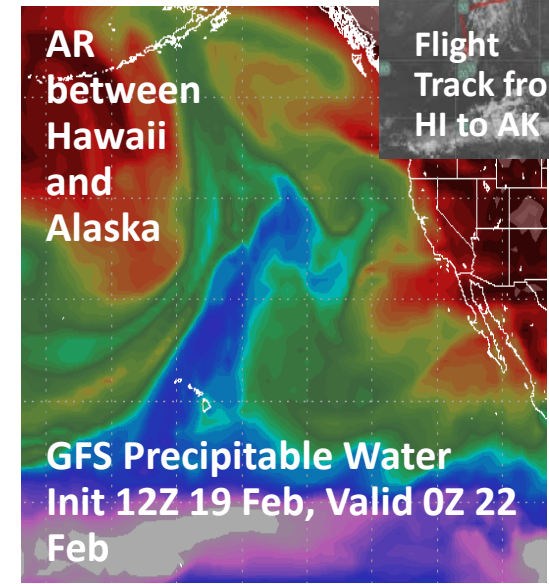 AR
between
Hawaii
and
Alaska
Flight
Track fro
HI to AK
GFS Precipitable Water
Init 12Z 19 Feb, Valid 0Z 22
Feb